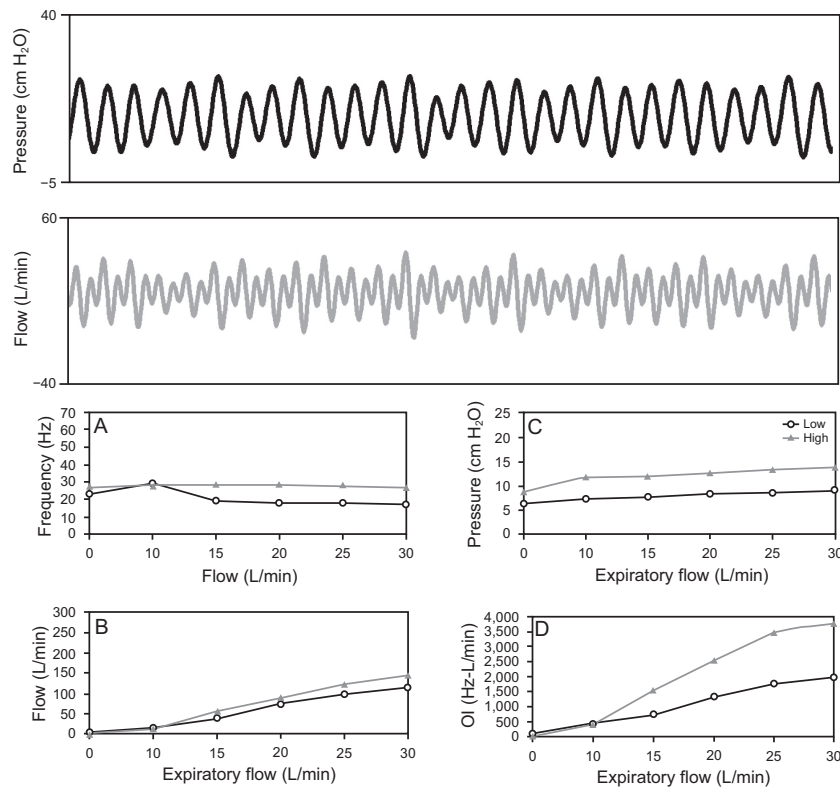 40
Pressure (cm H₂O)
−5
60
Flow (L/min)
−40
A
Frequency (Hz)
70
60
50
40
30
20
10
0
0 10 15 20 25 30
Flow (L/min)
C
Pressure (cm H₂O)
25
20
15
10
5
0
Low
High
0 10 15 20 25 30
Expiratory flow (L/min)
B
Flow (L/min)
300
250
200
150
100
50
0
0 10 15 20 25 30
Expiratory flow (L/min)
D
OI (Hz-L/min)
4,000
3,500
3,000
2,500
2,000
1,500
1,000
500
0
0 10 15 20 25 30
Expiratory flow (L/min)